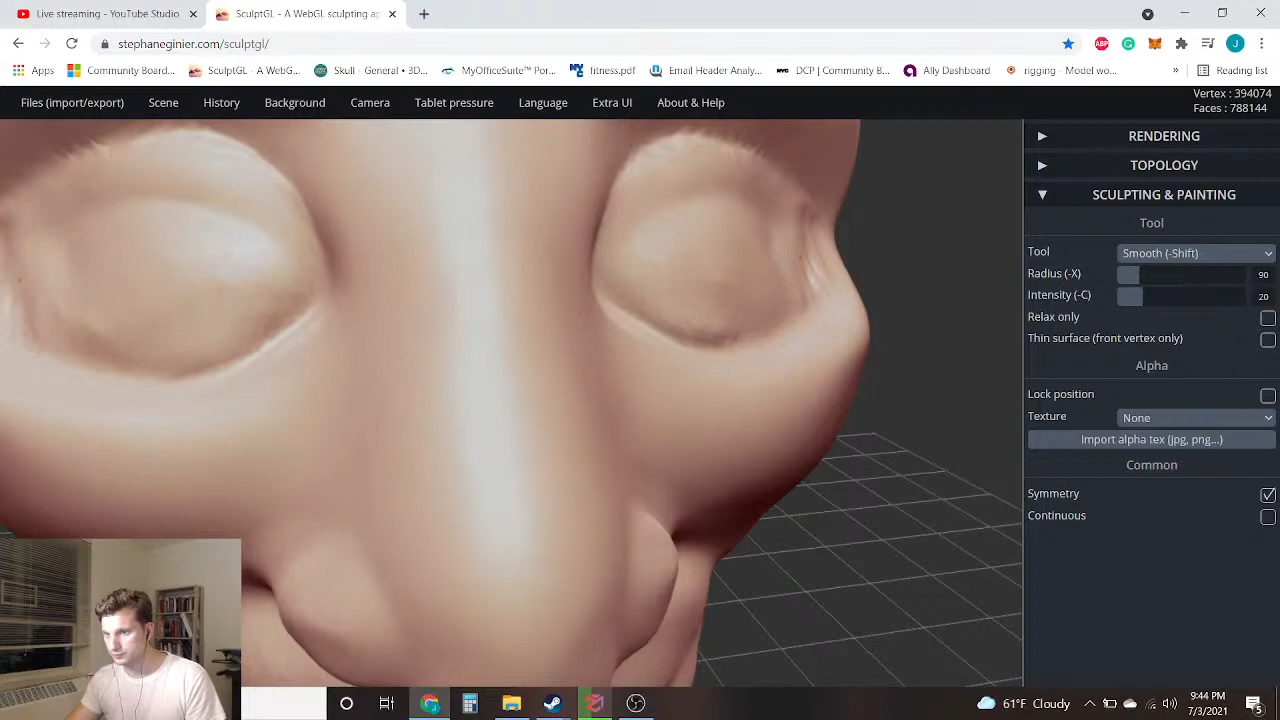 Live streaming - YouTube Studio
SculptGL - A WebGL sculpting ap
stephaneginier.com/sculptgl/
Apps
Community Board...
SculptGL - A WebG...
Skull - General • 3D...
MyOfficeSuite™ Por...
fitness.pdf
Email Header Analy...
DCP | Community B...
Ally Dashboard
rigging - Model wo...
»
Reading list
Files (import/export)
Scene
History
Background
Camera
Tablet pressure
Language
Extra UI
About & Help
Vertex : 394074
Faces : 788144
RENDERING
TOPOLOGY
SCULPTING & PAINTING
Tool
Tool
Smooth (-Shift)
Radius (-X)
90
Intensity (-C)
20
Relax only
Thin surface (front vertex only)
Alpha
Lock position
Texture
None
Import alpha tex (jpg, png...)
Common
Symmetry
Continuous
61°F Cloudy
9:44 PM
7/3/2021
5